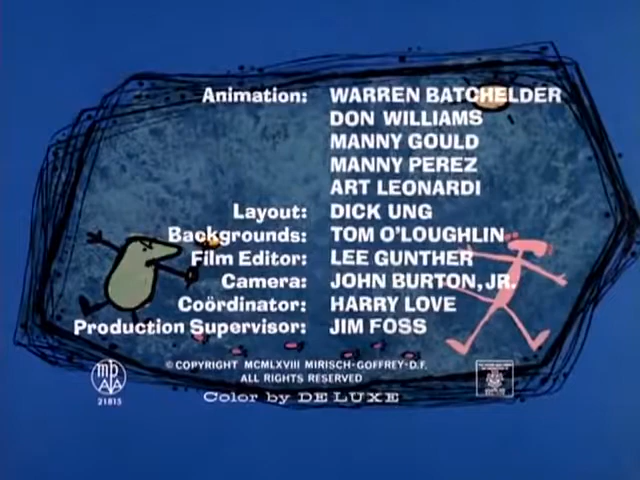 Animation: WARREN BATCHELDER
DON WILLIAMS
MANNY GOULD
MANNY PEREZ
ART LEONARDI
Layout: DICK UNG
Backgrounds: TOM O'LOUGHLIN
Film Editor: LEE GUNTHER
Camera: JOHN BURTON, JR.
Coördinator: HARRY LOVE
Production Supervisor: JIM FOSS
© COPYRIGHT MCMLXVIII MIRISCH-GEOFFREY-D.F.
ALL RIGHTS RESERVED
Color by DE LUXE
MPAA
21815